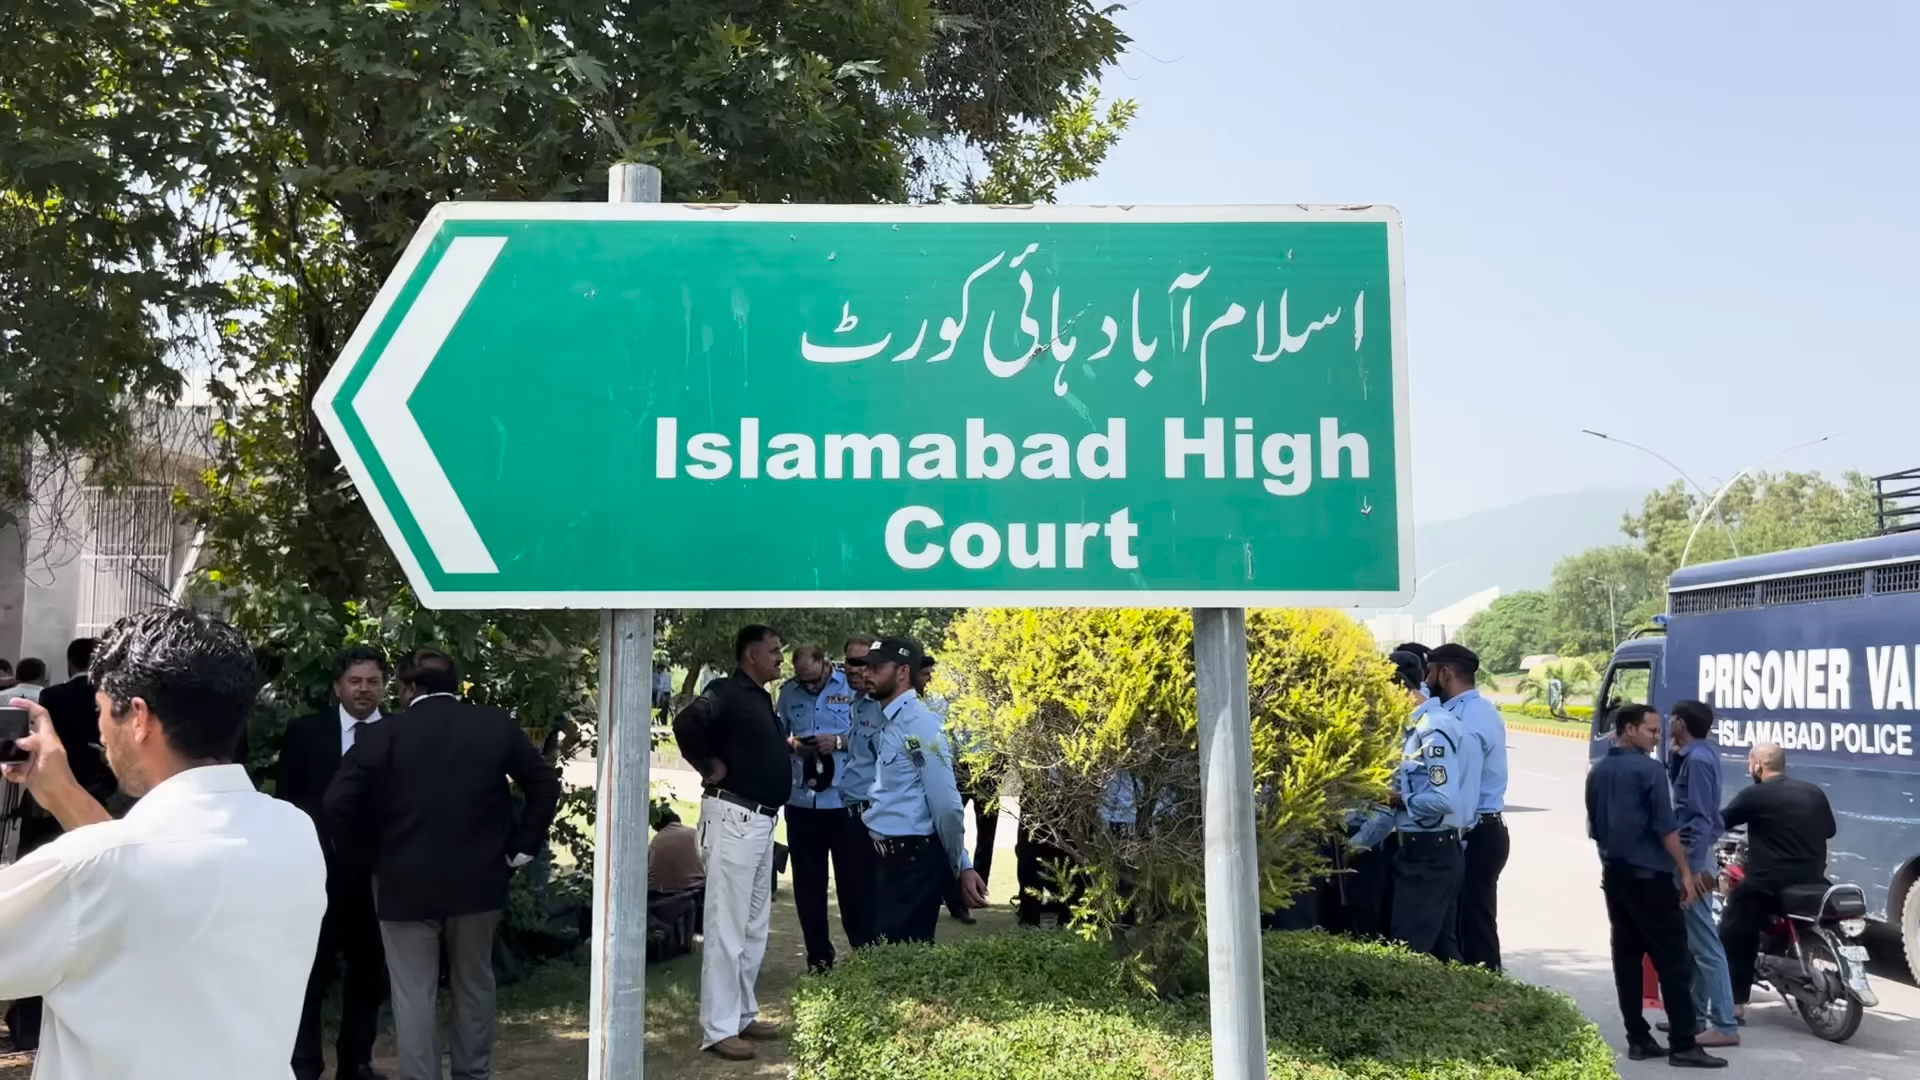 اسلام آباد ہائی کورٹ
Islamabad High
Court
PRISONER VA
ISLAMABAD POLICE